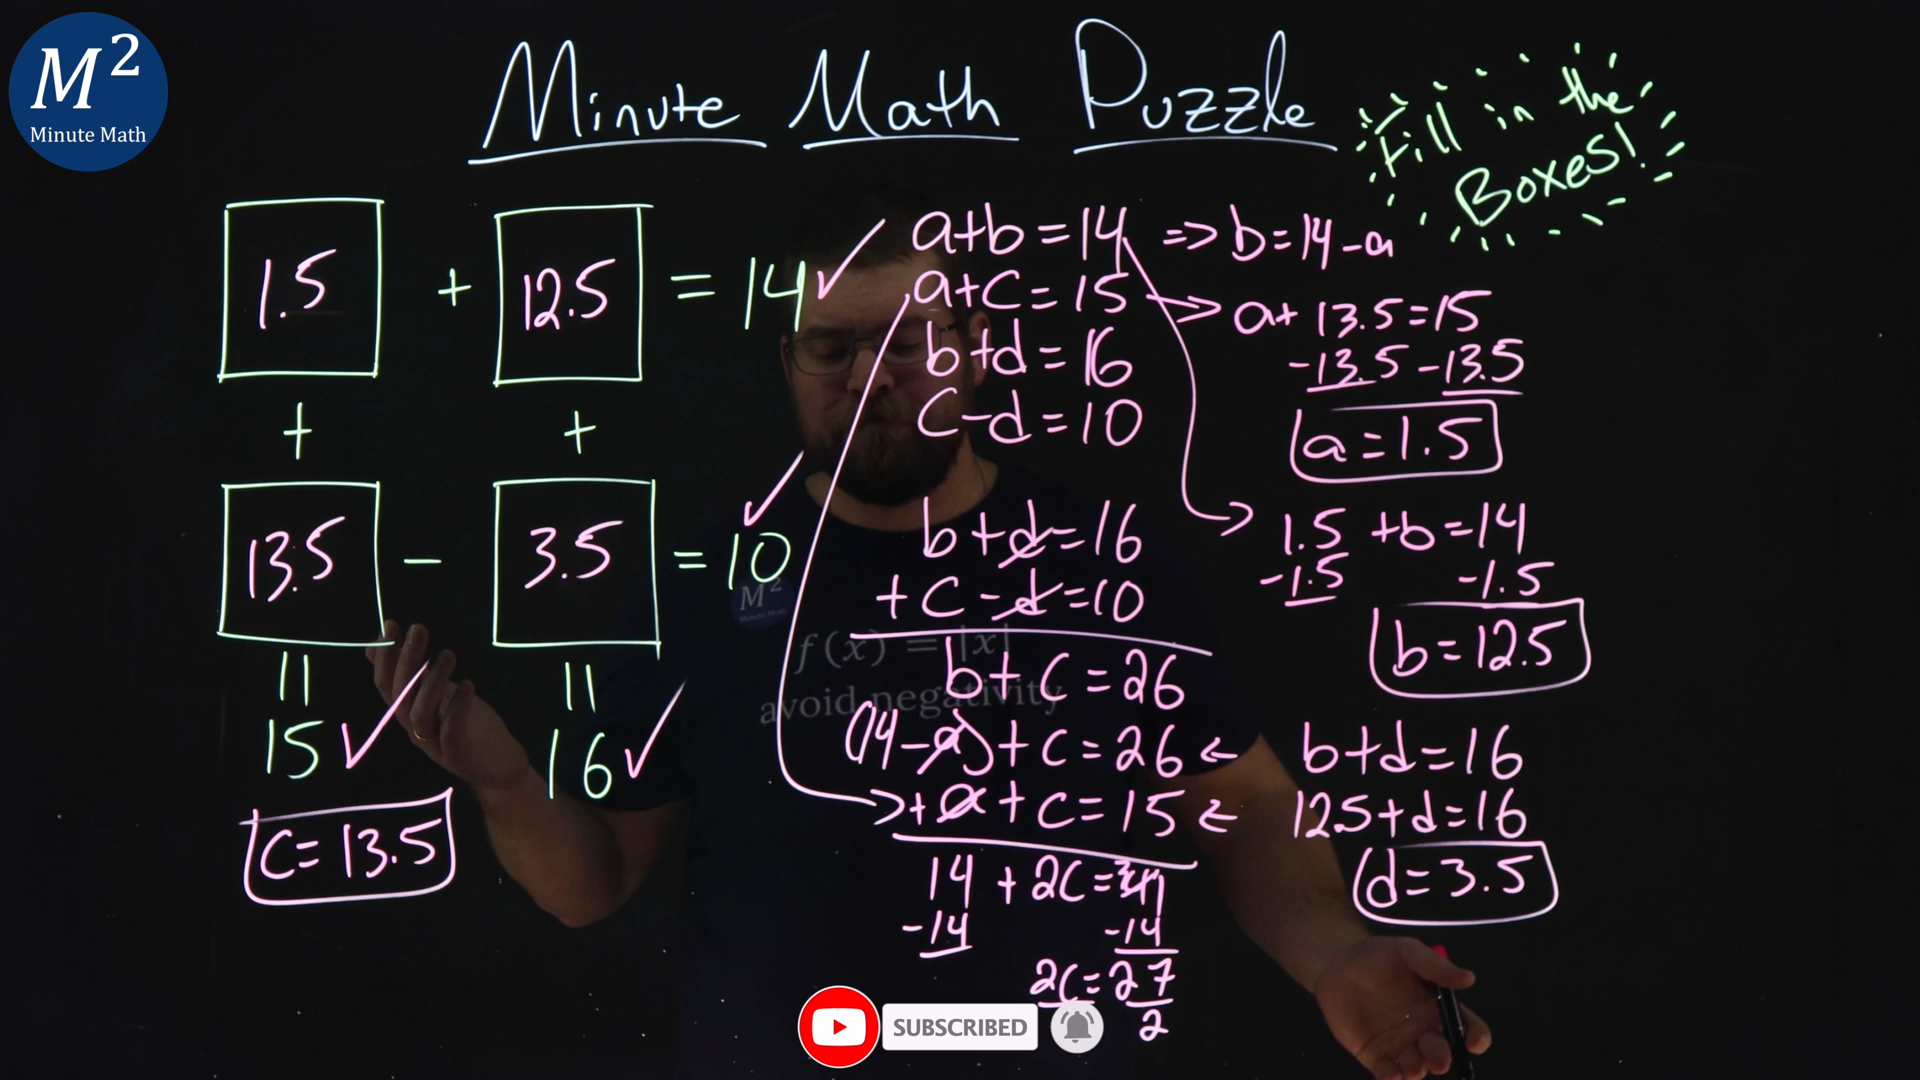 M²
Minute Math
Minute Math Puzzle
Fill in the
Boxes!
1.5 + 12.5 = 14 ✓
+ +
13.5 - 3.5 = 10 ✓
|| ||
15 ✓ 16 ✓
c = 13.5
a+b=14 => b=14-a
a+c=15
b+d=16
c-d=10
b+d=16
+ c-d=10
b+c=26
(14-a)+c=26 ←
+a+c=15 ←
14 + 2c = 41
-14 -14
2c = 27
2
a+ 13.5=15
-13.5 -13.5
a=1.5
1.5 +b=14
-1.5 -1.5
b=12.5
b+d=16
12.5+d=16
d=3.5
M²
Minute Math
f(x) = |x|
avoid negativity
SUBSCRIBED